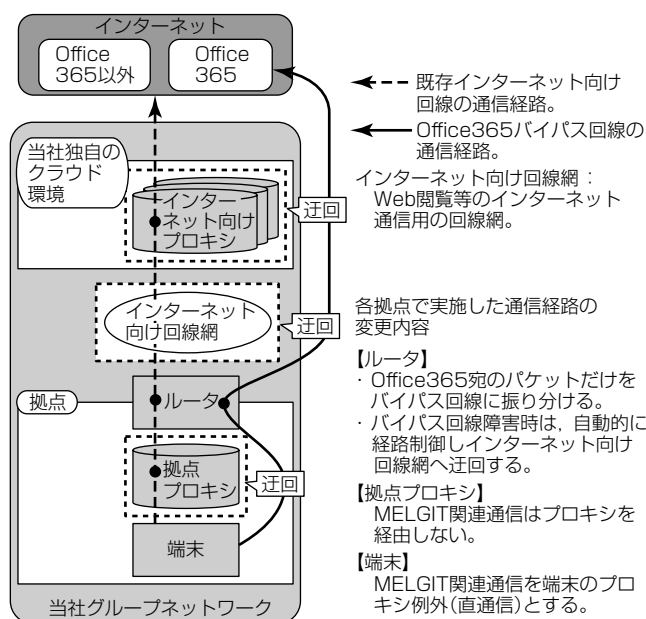 インターネット
Office
365以外
Office
365
当社独自の
クラウド
環境
インター
ネット向け
プロキシ
迂回
インターネット
向け回線網
迂回
拠点
ルータ
拠点
プロキシ
迂回
端末
当社グループネットワーク
既存インターネット向け
回線の通信経路。
Office365バイパス回線の
通信経路。
インターネット向け回線網：
Web閲覧等のインターネット
通信用の回線網。
各拠点で実施した通信経路の
変更内容
【ルータ】
・Office365宛のパケットだけを
バイパス回線に振り分ける。
・バイパス回線障害時は，自動的に
経路制御しインターネット向け
回線網へ迂回する。
【拠点プロキシ】
MELGIT関連通信はプロキシを
経由しない。
【端末】
MELGIT関連通信を端末のプロ
キシ例外(直通信)とする。